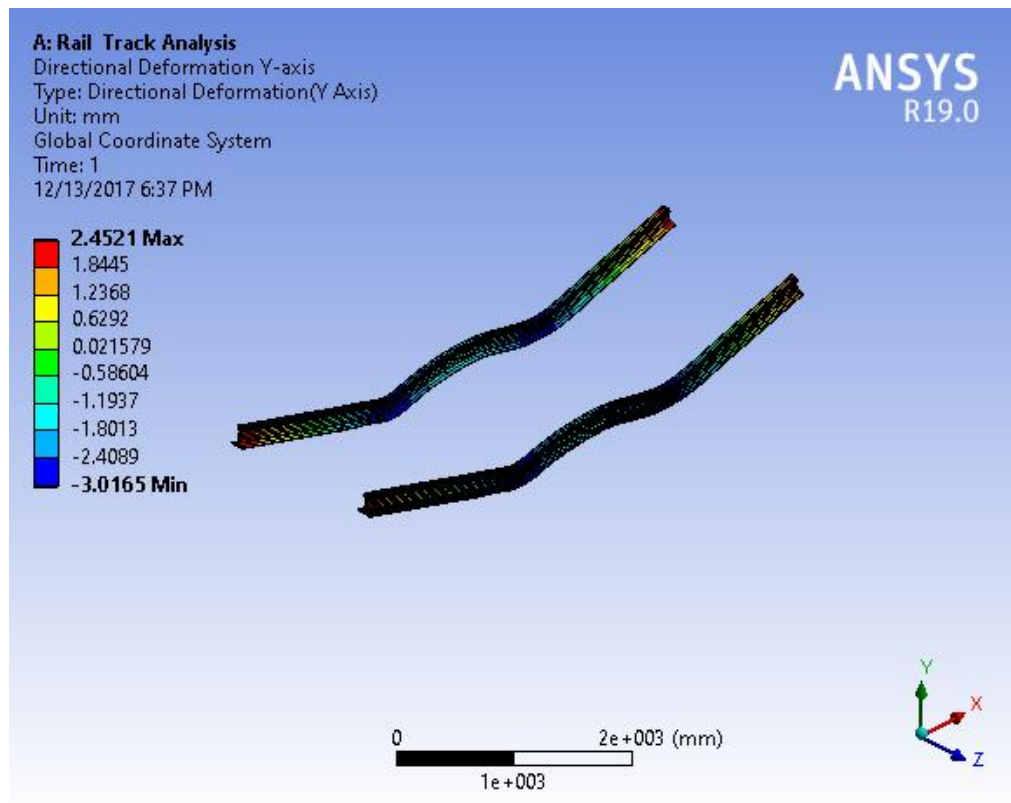 A: Rail Track Analysis
Directional Deformation Y-axis
Type: Directional Deformation(Y Axis)
Unit: mm
Global Coordinate System
Time: 1
12/13/2017 6:37 PM
ANSYS
R19.0
2.4521 Max
1.8445
1.2368
0.6292
0.021579
-0.58604
-1.1937
-1.8013
-2.4089
-3.0165 Min
Y
X
Z
0 2e+003 (mm)
1e+003